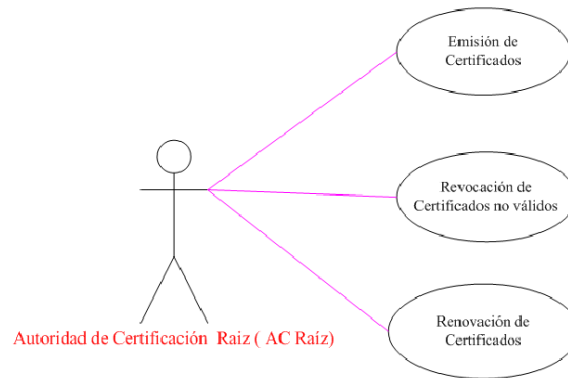 Emisión de
Certificados
Revocación de
Certificados no válidos
Autoridad de Certificación Raiz ( AC Raíz)
Renovación de
Certificados